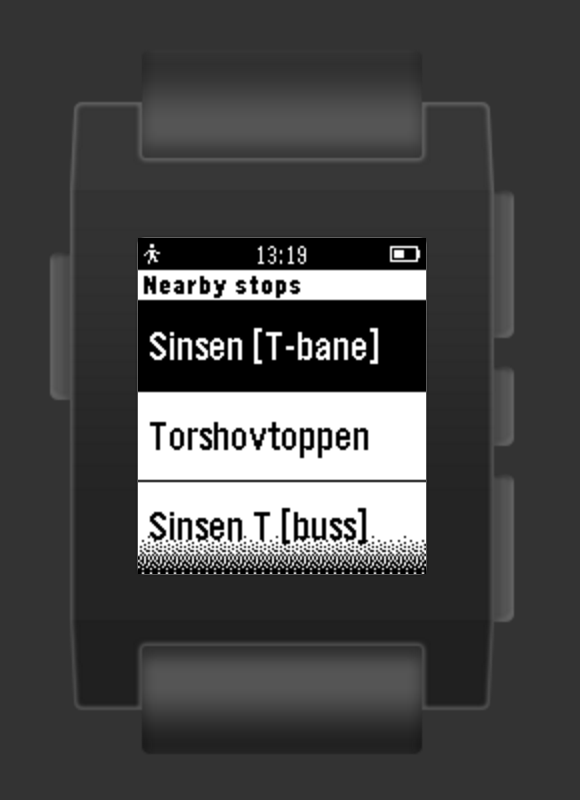 13:19
Nearby stops
Sinsen [T-bane]
Torshovtoppen
Sinsen T [buss]